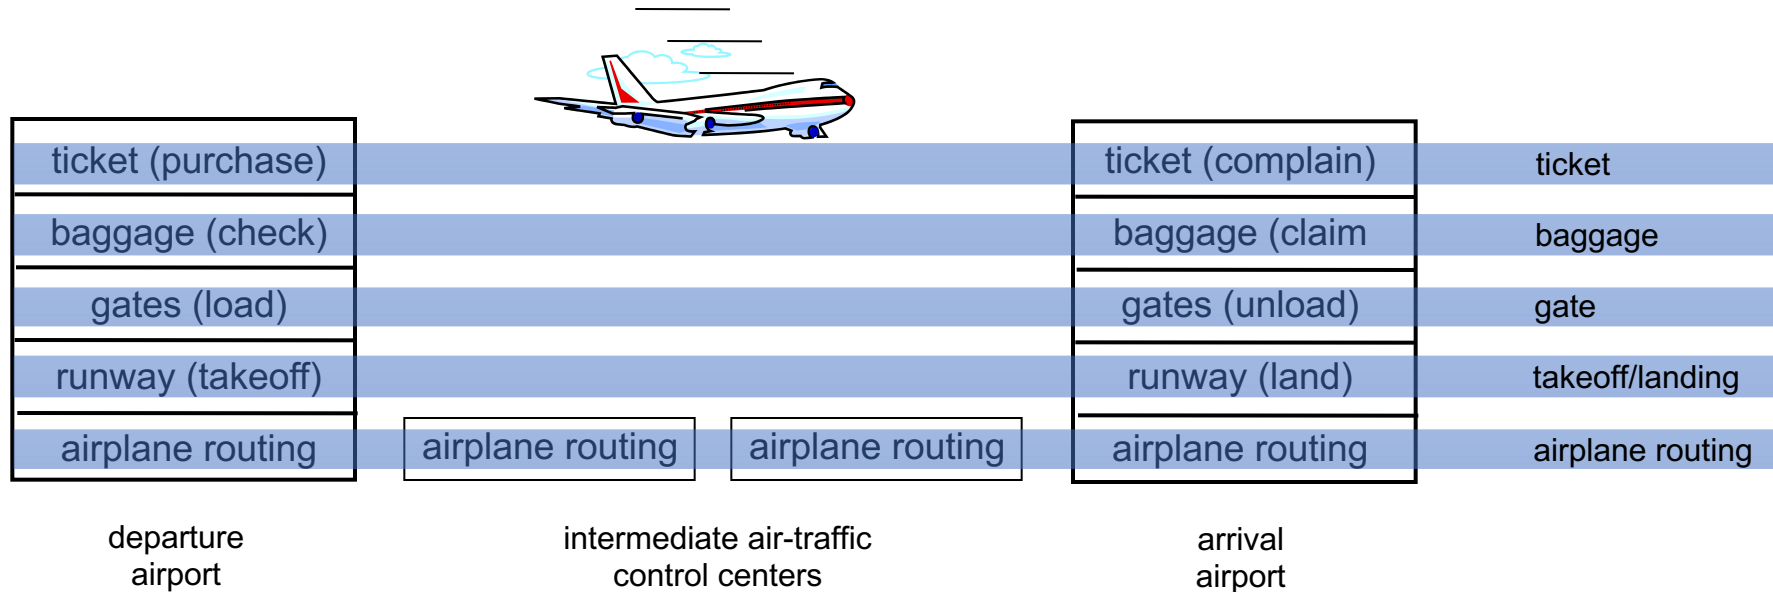 ticket (purchase)
ticket (complain)
ticket
baggage (check)
baggage (claim
baggage
gates (load)
gates (unload)
gate
runway (takeoff)
runway (land)
takeoff/landing
airplane routing
airplane routing
airplane routing
airplane routing
airplane routing
departure
airport
intermediate air-traffic
control centers
arrival
airport